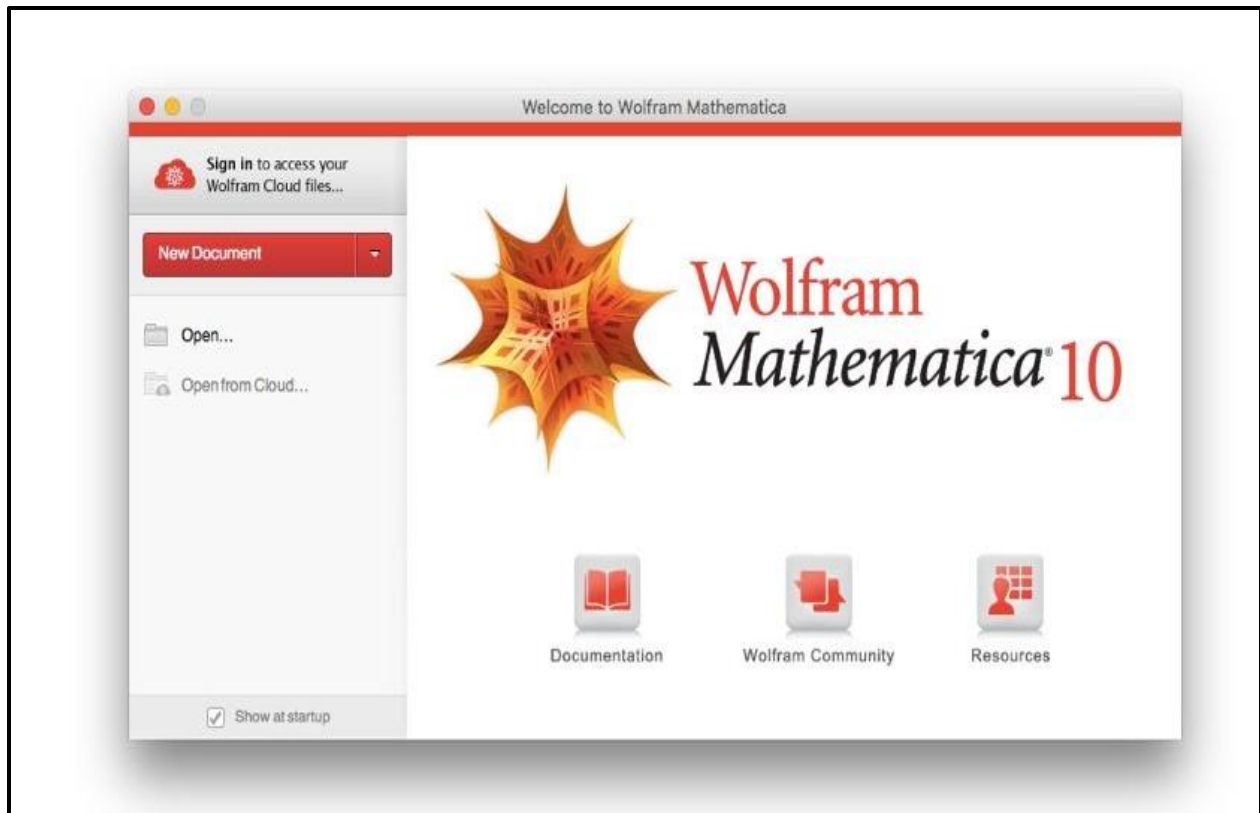 Welcome to Wolfram Mathematica
Sign in to access your
Wolfram Cloud files...
New Document
Open...
Open from Cloud...
Wolfram
Mathematica® 10
Documentation
Wolfram Community
Resources
Show at startup